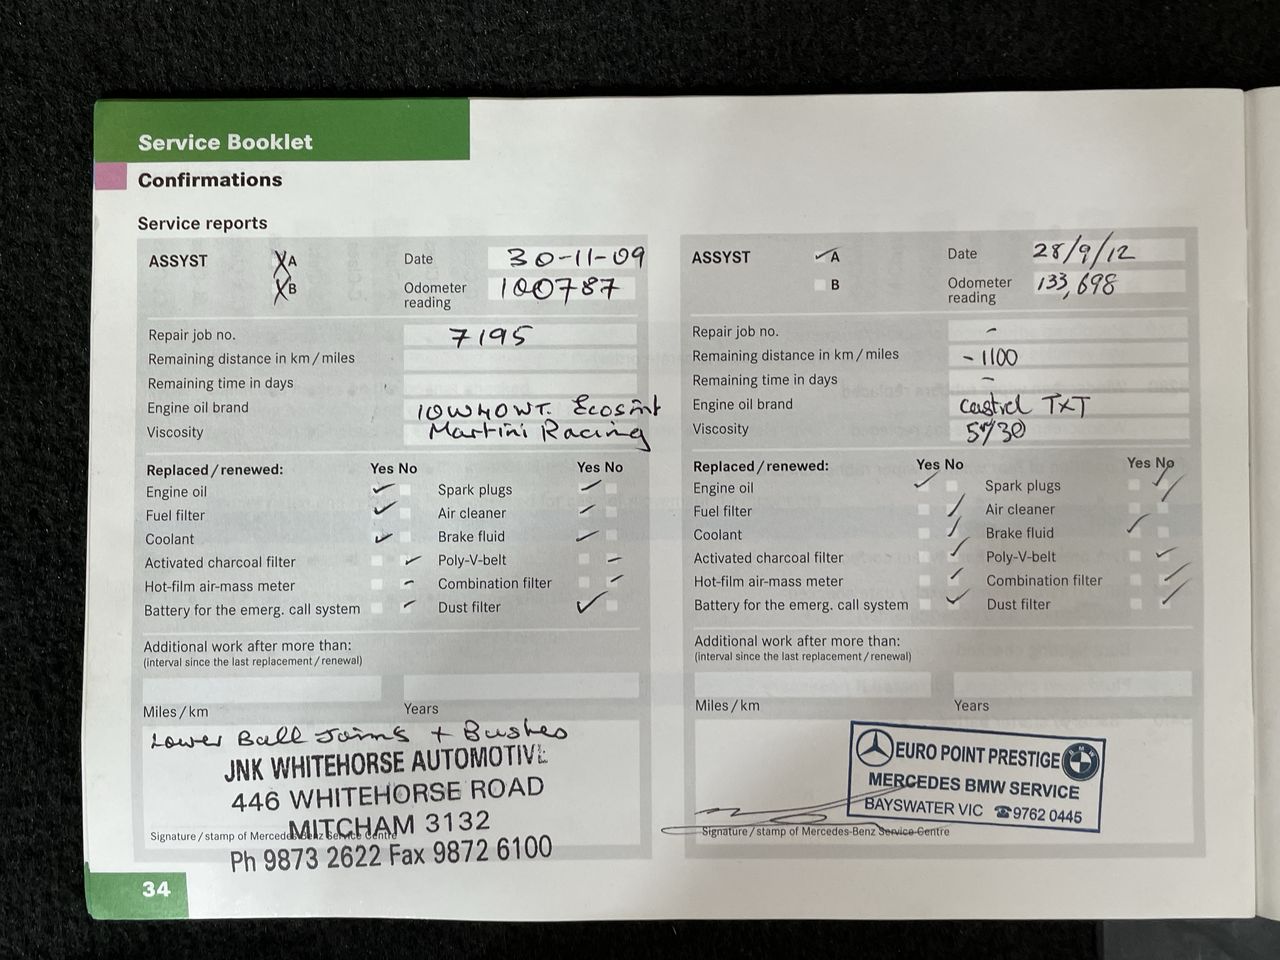 Service Booklet
Confirmations
Service reports
ASSYST
A
B
Date 30-11-09
Odometer reading 100787
Repair job no. 7195
Remaining distance in km/miles
Remaining time in days
Engine oil brand 10W40WT. Ecosint
Viscosity Martini Racing
Replaced/renewed: Yes No Yes No
Engine oil Spark plugs
Fuel filter Air cleaner
Coolant Brake fluid
Activated charcoal filter Poly-V-belt
Hot-film air-mass meter Combination filter
Battery for the emerg. call system Dust filter
Additional work after more than:
(interval since the last replacement/renewal)
Miles/km Years
Lower Ball Joints + Bushes
JNK WHITEHORSE AUTOMOTIVE
446 WHITEHORSE ROAD
MITCHAM 3132
Signature/stamp of Mercedes-Benz Service Centre
Ph 9873 2622 Fax 9872 6100
ASSYST
A
B
Date 28/9/12
Odometer reading 133,698
Repair job no. -
Remaining distance in km/miles -1100
Remaining time in days -
Engine oil brand castrol TXT
Viscosity 5W/30
Replaced/renewed: Yes No Yes No
Engine oil Spark plugs
Fuel filter Air cleaner
Coolant Brake fluid
Activated charcoal filter Poly-V-belt
Hot-film air-mass meter Combination filter
Battery for the emerg. call system Dust filter
Additional work after more than:
(interval since the last replacement/renewal)
Miles/km Years
EURO POINT PRESTIGE BMW
MERCEDES BMW SERVICE
BAYSWATER VIC ☎9762 0445
Signature/stamp of Mercedes-Benz Service Centre
34